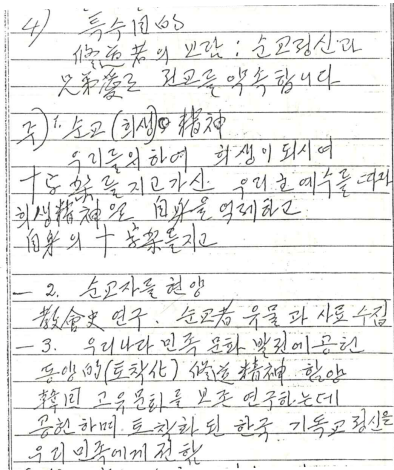 4) 특수目的
修道者의 보람 : 순교정신과
兄弟愛로 전교를 약속합니다
주) 1. 순교(희생의) 精神
우리를 위하여 희생이 되시여
十字架를 지고가신 우리 주 예수를 따라
희생精神으로 自身을 억제하고
自身의 十字架를 지고
— 2. 순교자를 현양
敎會史 연구. 순교者 유물과 사료 수집
— 3. 우리나라 민족 문화 발전에 공헌
동양的(토착化) 修道精神 함양
韓国 고유문화를 보존 연구하는데
공헌하며 토착화된 한국 기독교정신을
우리 민족에게 전함